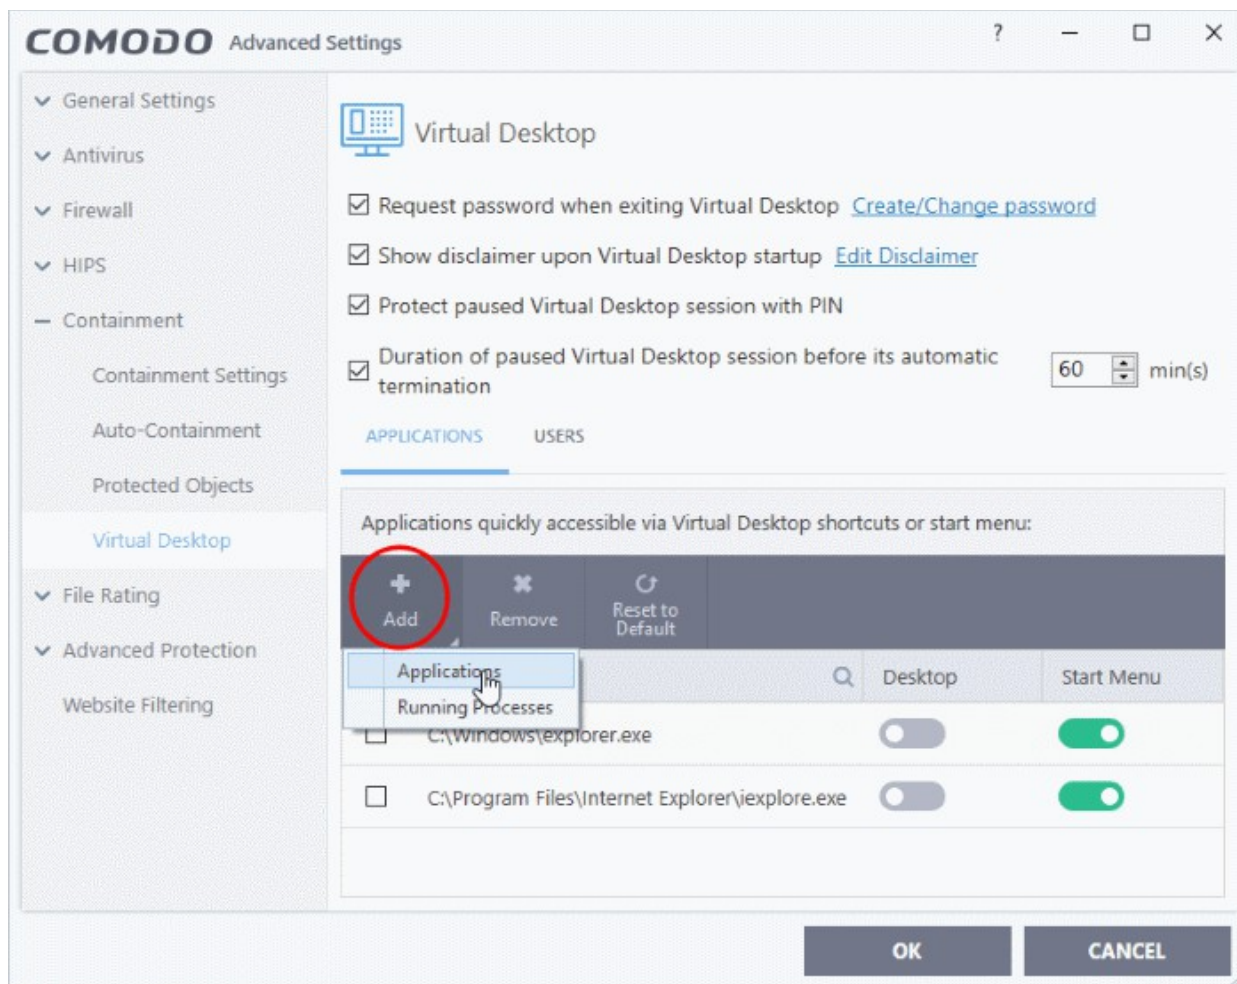 COMODO Advanced Settings ?
General Settings
Antivirus
Firewall
HIPS
Containment
Containment Settings
Auto-Containment
Protected Objects
Virtual Desktop
File Rating
Advanced Protection
Website Filtering
Virtual Desktop
Request password when exiting Virtual Desktop Create/Change password
Show disclaimer upon Virtual Desktop startup Edit Disclaimer
Protect paused Virtual Desktop session with PIN
Duration of paused Virtual Desktop session before its automatic
termination
60 min(s)
APPLICATIONS USERS
Applications quickly accessible via Virtual Desktop shortcuts or start menu:
Add Remove Reset to
Default
Applications
Running Processes
Desktop Start Menu
C:\Windows\explorer.exe
C:\Program Files\Internet Explorer\iexplore.exe
OK CANCEL